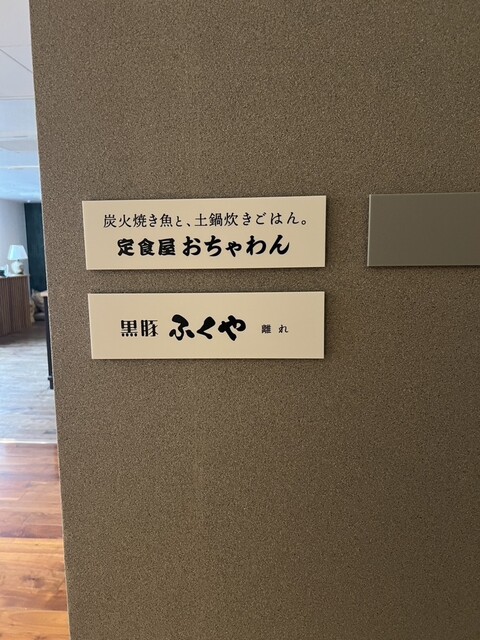 炭火焼き魚と、土鍋炊きごはん。
定食屋おちゃわん
黒豚 ふくや 離れ